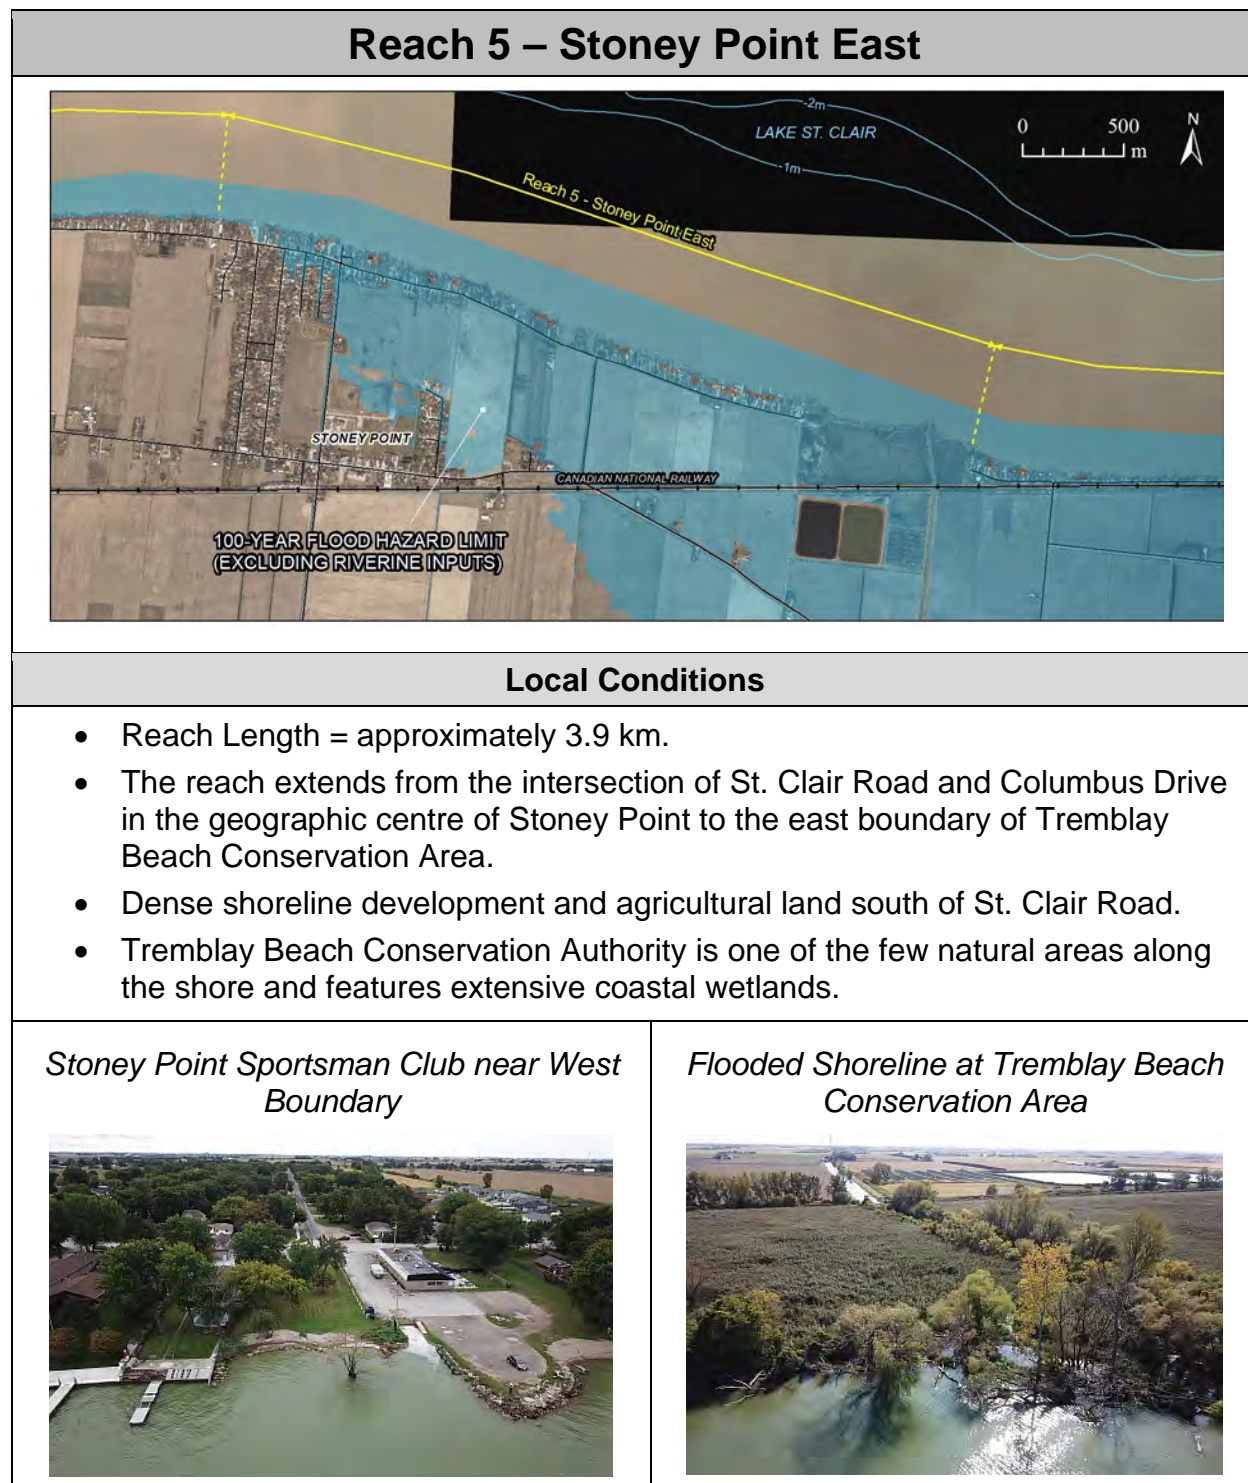 Reach 5 – Stoney Point East
-2m
LAKE ST. CLAIR
0 500
m
N
-1m
Reach 5 - Stoney Point East
STONEY POINT
CANADIAN NATIONAL RAILWAY
100-YEAR FLOOD HAZARD LIMIT
(EXCLUDING RIVERINE INPUTS)
Local Conditions
• Reach Length = approximately 3.9 km.
• The reach extends from the intersection of St. Clair Road and Columbus Drive
in the geographic centre of Stoney Point to the east boundary of Tremblay
Beach Conservation Area.
• Dense shoreline development and agricultural land south of St. Clair Road.
• Tremblay Beach Conservation Authority is one of the few natural areas along
the shore and features extensive coastal wetlands.
Stoney Point Sportsman Club near West
Boundary
Flooded Shoreline at Tremblay Beach
Conservation Area